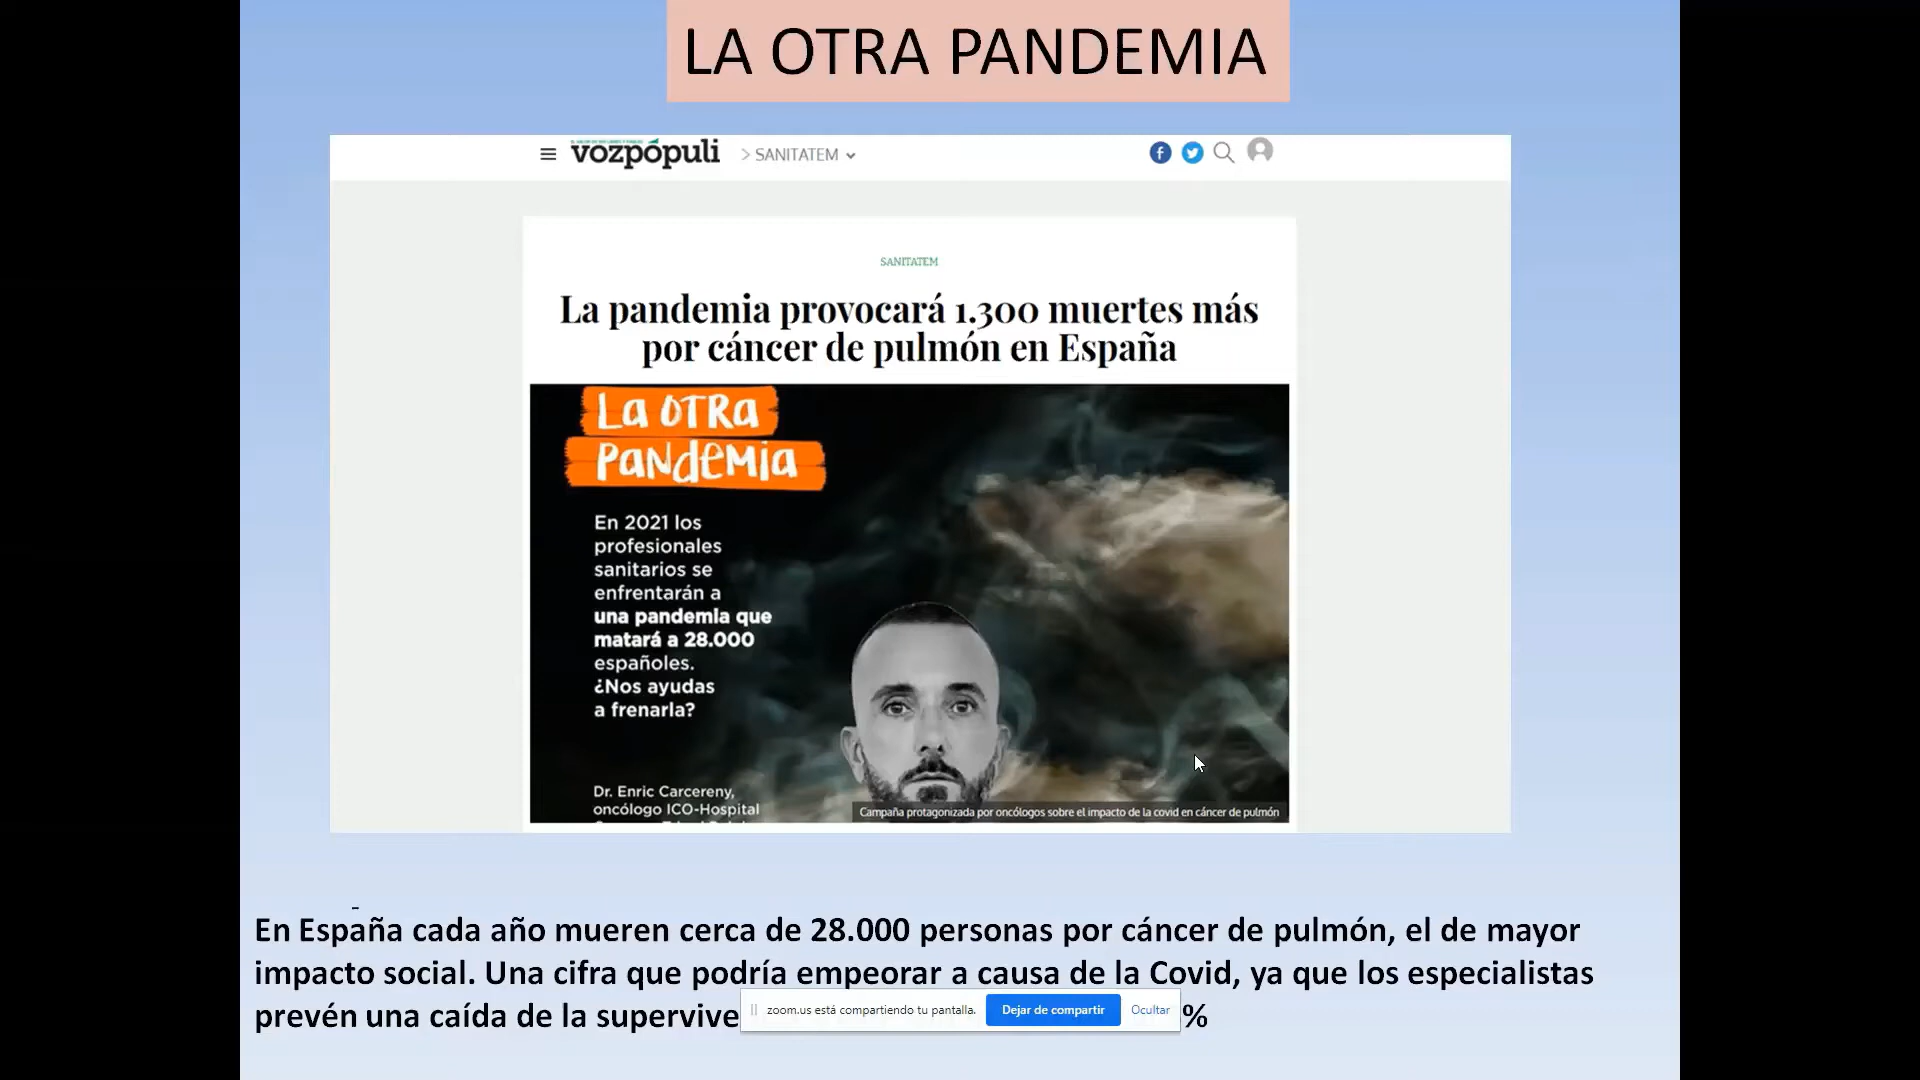 LA OTRA PANDEMIA
vozpópuli > SANITATEM
SANITATEM
La pandemia provocará 1.300 muertes más
por cáncer de pulmón en España
La OTRa
PaNdeMia
En 2021 los
profesionales
sanitarios se
enfrentarán a
una pandemia que
matará a 28.000
españoles.
¿Nos ayudas
a frenarla?
Dr. Enric Carcereny,
oncólogo ICO-Hospital
Campaña protagonizada por oncólogos sobre el impacto de la covid en cáncer de pulmón
-
En España cada año mueren cerca de 28.000 personas por cáncer de pulmón, el de mayor
impacto social. Una cifra que podría empeorar a causa de la Covid, ya que los especialistas
prevén una caída de la supervive %
zoom.us está compartiendo tu pantalla. Dejar de compartir Ocultar